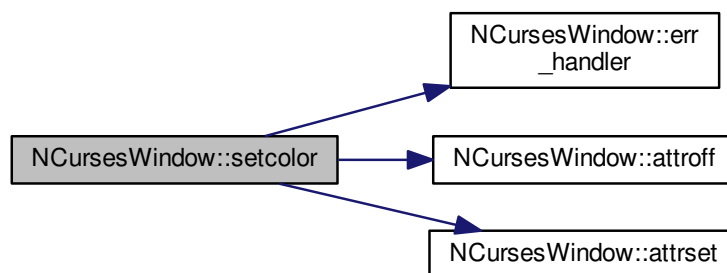 NCursesWindow::err
_handler
NCursesWindow::setcolor
NCursesWindow::attroff
NCursesWindow::attrset